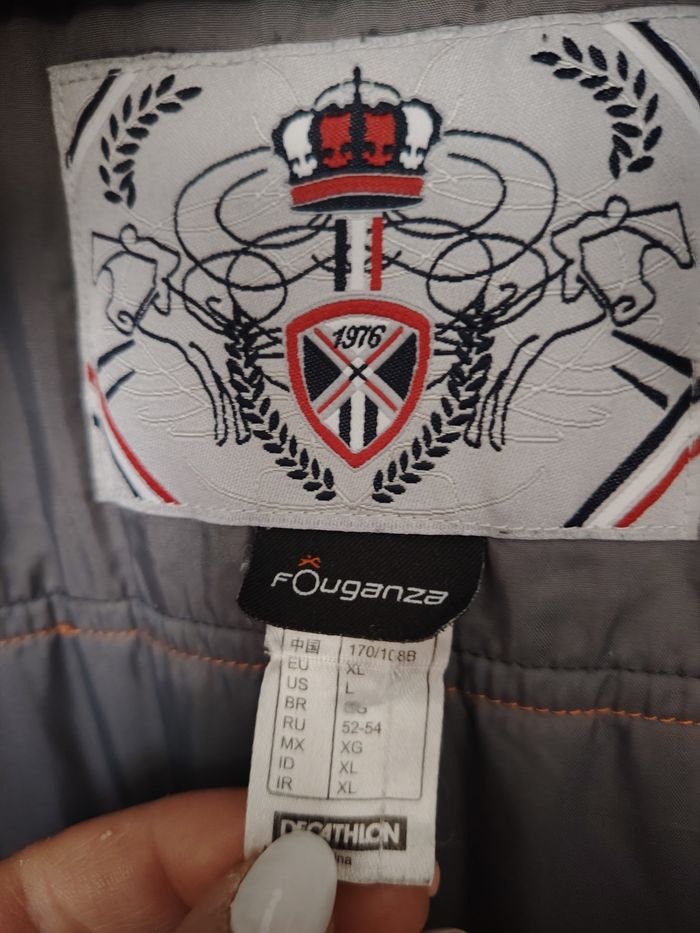 1976
fOuganza
中国 170/108B
EU XL
US L
BR
RU 52-54
MX XG
ID XL
IR XL
DECATHLON